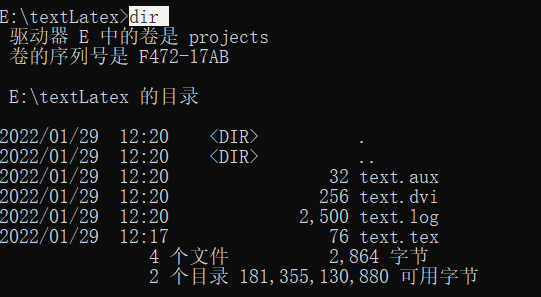 E:\textLatex>dir
驱动器 E 中的卷是 projects
卷的序列号是 F472-17AB
E:\textLatex 的目录
2022/01/29  12:20    <DIR>          .
2022/01/29  12:20    <DIR>          ..
2022/01/29  12:20                32 text.aux
2022/01/29  12:20               256 text.dvi
2022/01/29  12:20             2,500 text.log
2022/01/29  12:17                76 text.tex
4 个文件          2,864 字节
2 个目录 181,355,130,880 可用字节